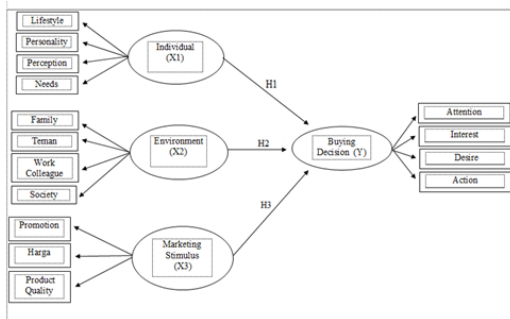 Lifestyle
Personality
Perception
Needs
Individual
(X1)
H1
Family
Teman
Work
Colleague
Society
Environment
(X2)
H2
Buying
Decision (Y)
Attention
Interest
Desire
Action
H3
Promotion
Harga
Product
Quality
Marketing
Stimulus
(X3)